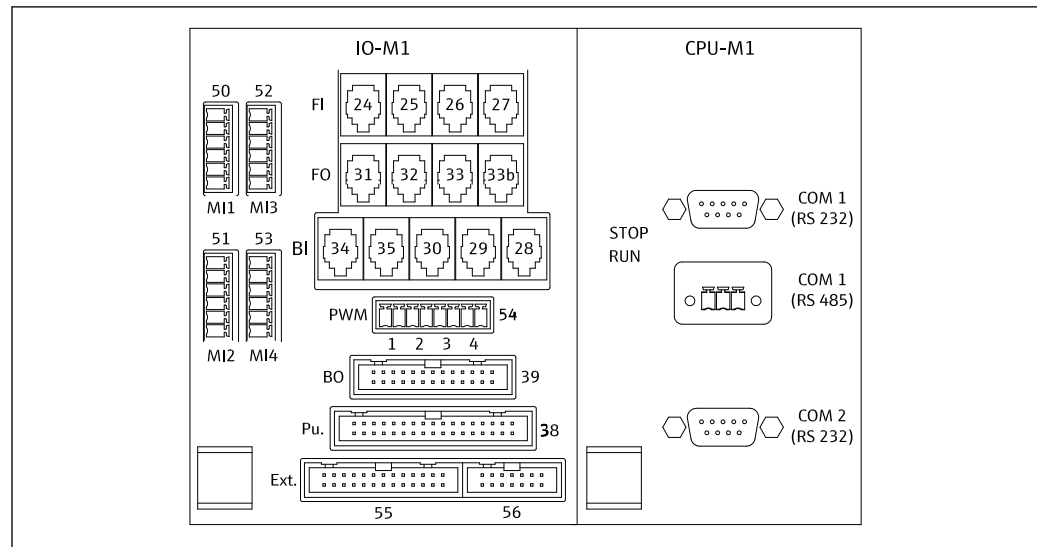 IO-M1 CPU-M1
50 52
FI 24 25 26 27
FO 31 32 33 33b
MI1 MI3
51 53
BI 34 35 30 29 28
MI2 MI4
PWM 54
1 2 3 4
BO 39
Pu. 38
Ext.
55 56
STOP
RUN
COM 1
(RS 232)
COM 1
(RS 485)
COM 2
(RS 232)